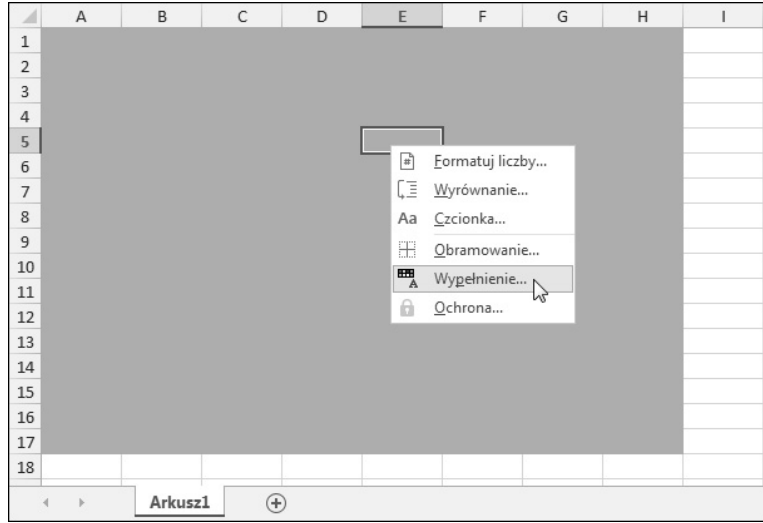 A B C D E F G H I
1
2
3
4
5
6
7
8
9
10
11
12
13
14
15
16
17
18
Formatuj liczby...
Wyrównanie...
Aa Czcionka...
Obramowanie...
A Wypełnienie...
Ochrona...
Arkusz1